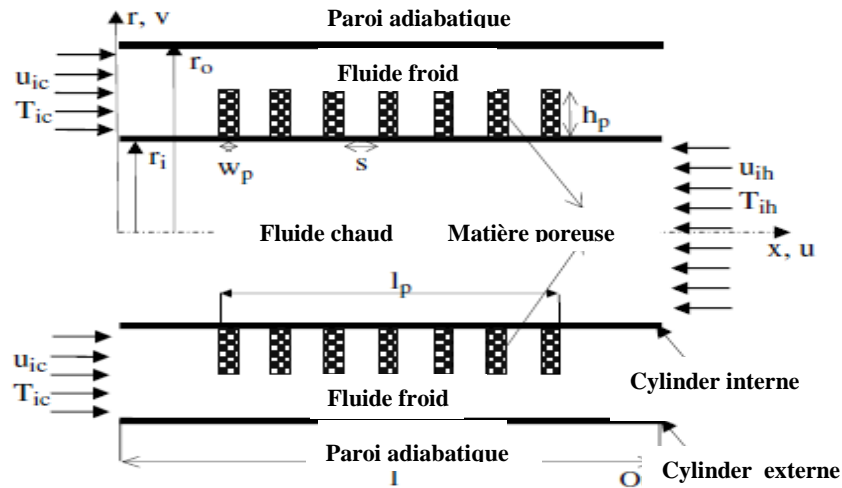 r, v
Paroi adiabatique
r_o
Fluide froid
u_ic
T_ic
h_p
r_i
w_p
s
u_ih
T_ih
Fluide chaud
Matière poreuse
x, u
l_p
u_ic
T_ic
Cylinder interne
Fluide froid
Paroi adiabatique
l
O
Cylinder externe